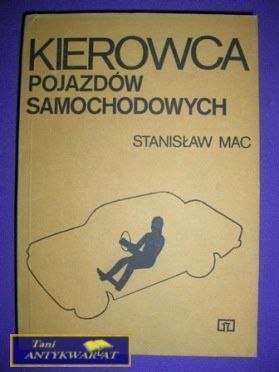 KIEROWCA
POJAZDÓW
SAMOCHODOWYCH
STANISŁAW MAC
Tani
ANTYKWARIAT